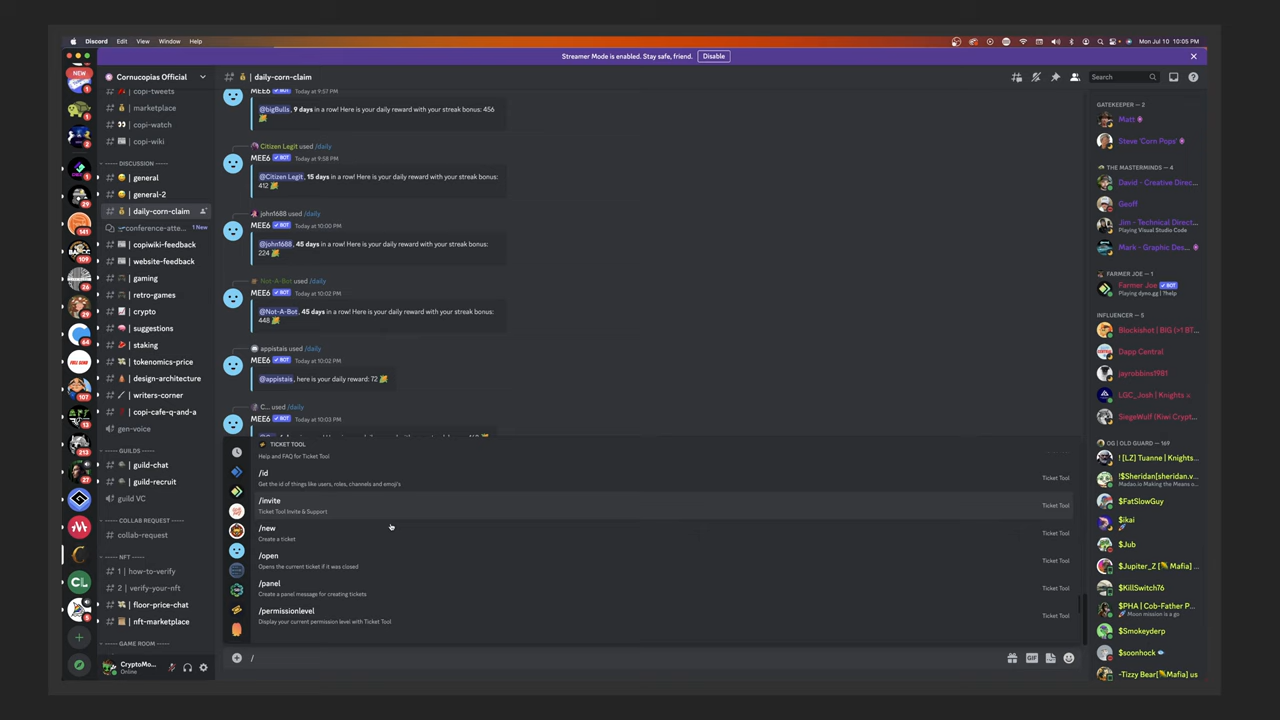 Discord Edit View Window Help
Mon Jul 10 10:05 PM
Streamer Mode is enabled. Stay safe, friend. Disable
NEW
Cornucopias Official
# | copi-tweets
# | marketplace
# | copi-watch
# | copi-wiki
---- DISCUSSION ----
# | general
# | general-2
# | daily-corn-claim
conference-atte... 1 New
# | copiwiki-feedback
# | website-feedback
# | gaming
# | retro-games
# | crypto
# | suggestions
# | staking
# | tokenomics-price
# | design-architecture
# | writers-corner
# | copi-cafe-q-and-a
gen-voice
---- GUILDS ----
# | guild-chat
# | guild-recruit
guild VC
---- COLLAB REQUEST
collab-request
---- NFT
# 1 | how-to-verify
# 2 | verify-your-nft
# | floor-price-chat
# | nft-marketplace
---- GAME ROOM
CryptoMo...
Online
# | daily-corn-claim
Search
MEE6 BOT Today at 9:57 PM
@bigBulls, 9 days in a row! Here is your daily reward with your streak bonus: 456
Citizen Legit used /daily
MEE6 BOT Today at 9:58 PM
@Citizen Legit, 15 days in a row! Here is your daily reward with your streak bonus:
412
john1688 used /daily
MEE6 BOT Today at 10:00 PM
@john1688, 45 days in a row! Here is your daily reward with your streak bonus:
224
Not-A-Bot used /daily
MEE6 BOT Today at 10:02 PM
@Not-A-Bot, 45 days in a row! Here is your daily reward with your streak bonus:
448
appistais used /daily
MEE6 BOT Today at 10:02 PM
@appistais, here is your daily reward: 72
C... used /daily
MEE6 BOT Today at 10:03 PM
TICKET TOOL
Help and FAQ for Ticket Tool
/id
Get the id of things like users, roles, channels and emoji's
Ticket Tool
/invite
Ticket Tool Invite & Support
Ticket Tool
/new
Create a ticket
Ticket Tool
/open
Opens the current ticket if it was closed
Ticket Tool
/panel
Create a panel message for creating tickets
Ticket Tool
/permissionlevel
Display your current permission level with Ticket Tool
Ticket Tool
/
GIF
GATEKEEPER — 2
Matt
Steve 'Corn Pops'
THE MASTERMINDS — 4
David - Creative Direc...
Geoff
Jim - Technical Direct...
Playing Visual Studio Code
Mark - Graphic Des...
FARMER JOE — 1
Farmer Joe BOT
Playing dyno.gg | ?help
INFLUENCER — 5
Blockishot | BIG (>1 BT...
Dapp Central
jayrobbins1981
LGC_Josh | Knights
SiegeWulf (Kiwi Crypt...
OG | OLD GUARD — 169
! [LZ] Tuanne | Knights...
!Sheridan[sheridan.v...
Madao.io Making the Means o...
$FatSlowGuy
$ikai
$Jub
$Jupiter_Z [Mafia]...
$KillSwitch76
$PHA | Cob-Father P...
Moon mission is a go
$Smokeyderp
$soonhock
-Tizzy Bear[Mafia] us